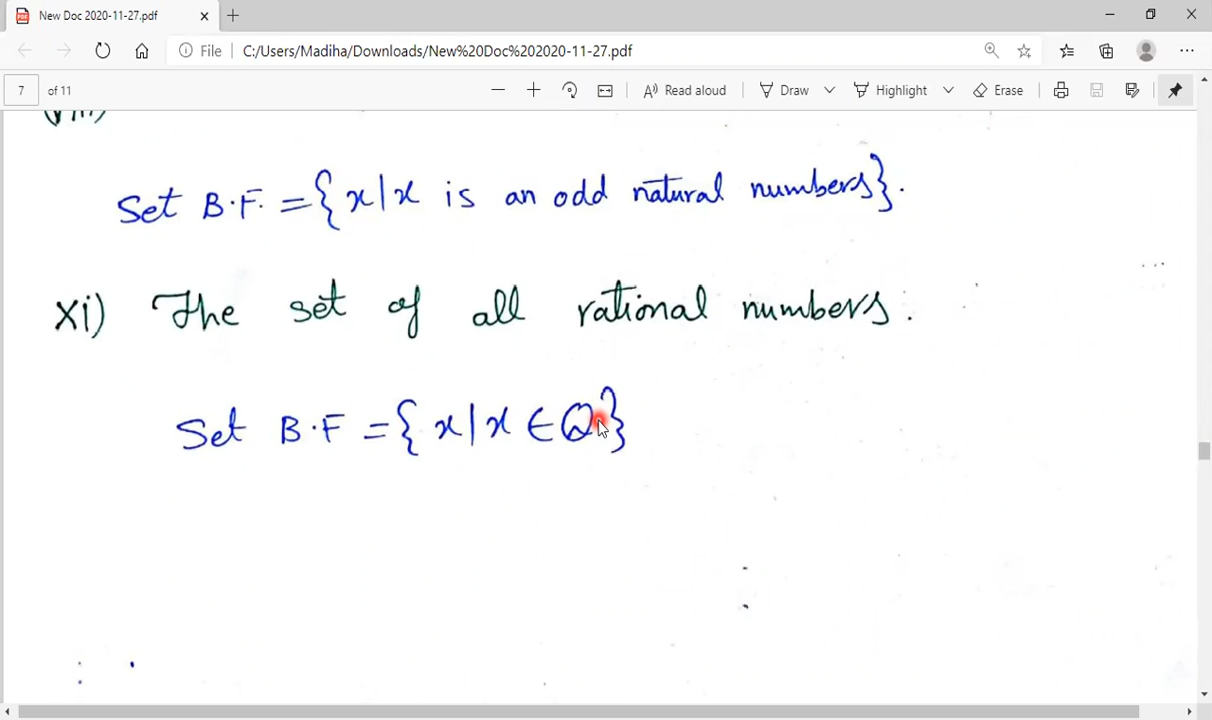 New Doc 2020-11-27.pdf
File C:/Users/Madiha/Downloads/New%20Doc%202020-11-27.pdf
7 of 11 Read aloud Draw Highlight Erase
Set B.F. = {x|x is an odd natural numbers}.
xi) The set of all rational numbers.
Set B.F = {x|x ∈ Q}